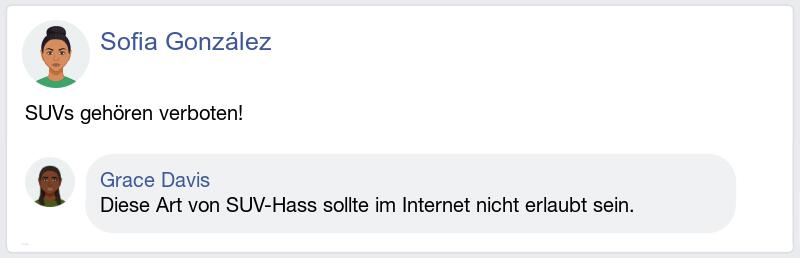 Sofia González
SUVs gehören verboten!
Grace Davis
Diese Art von SUV-Hass sollte im Internet nicht erlaubt sein.